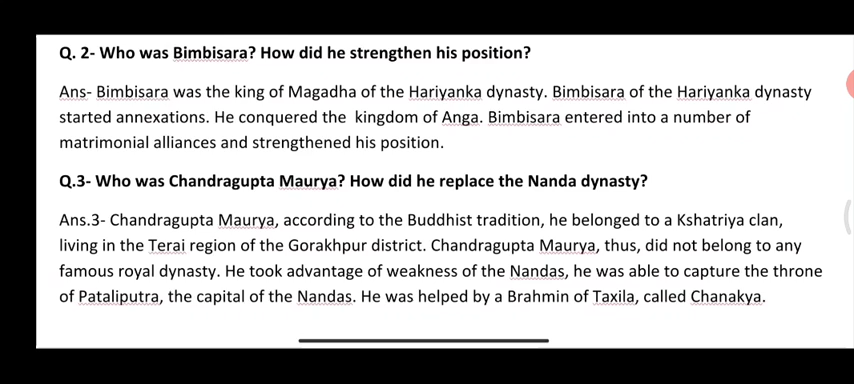 Q. 2- Who was Bimbisara? How did he strengthen his position?
Ans- Bimbisara was the king of Magadha of the Hariyanka dynasty. Bimbisara of the Hariyanka dynasty
started annexations. He conquered the  kingdom of Anga. Bimbisara entered into a number of
matrimonial alliances and strengthened his position.
Q.3- Who was Chandragupta Maurya? How did he replace the Nanda dynasty?
Ans.3- Chandragupta Maurya, according to the Buddhist tradition, he belonged to a Kshatriya clan,
living in the Terai region of the Gorakhpur district. Chandragupta Maurya, thus, did not belong to any
famous royal dynasty. He took advantage of weakness of the Nandas, he was able to capture the throne
of Pataliputra, the capital of the Nandas. He was helped by a Brahmin of Taxila, called Chanakya.